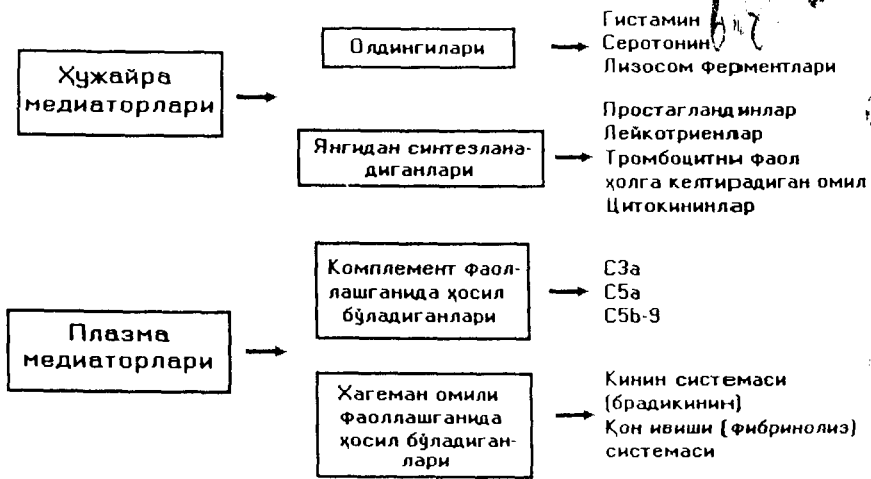 Ҳужайра
медиаторлари
Олдингилари
Гистамин
Серотонин
Лизосом ферментлари
Янгидан синтезлана-
диганлари
Простагландинлар
Лейкотриенлар
Тромбоцитни фаол
ҳолга келтирадиган омил
Цитокининлар
Плазма
медиаторлари
Комплемент фаол-
лашганида ҳосил
бўладиганлари
C3a
C5a
C5b-9
Хагеман омили
фаоллашганида
ҳосил бўладиган-
лари
Кинин системаси
(брадикинин)
Қон ивиши (фибринолиз)
системаси